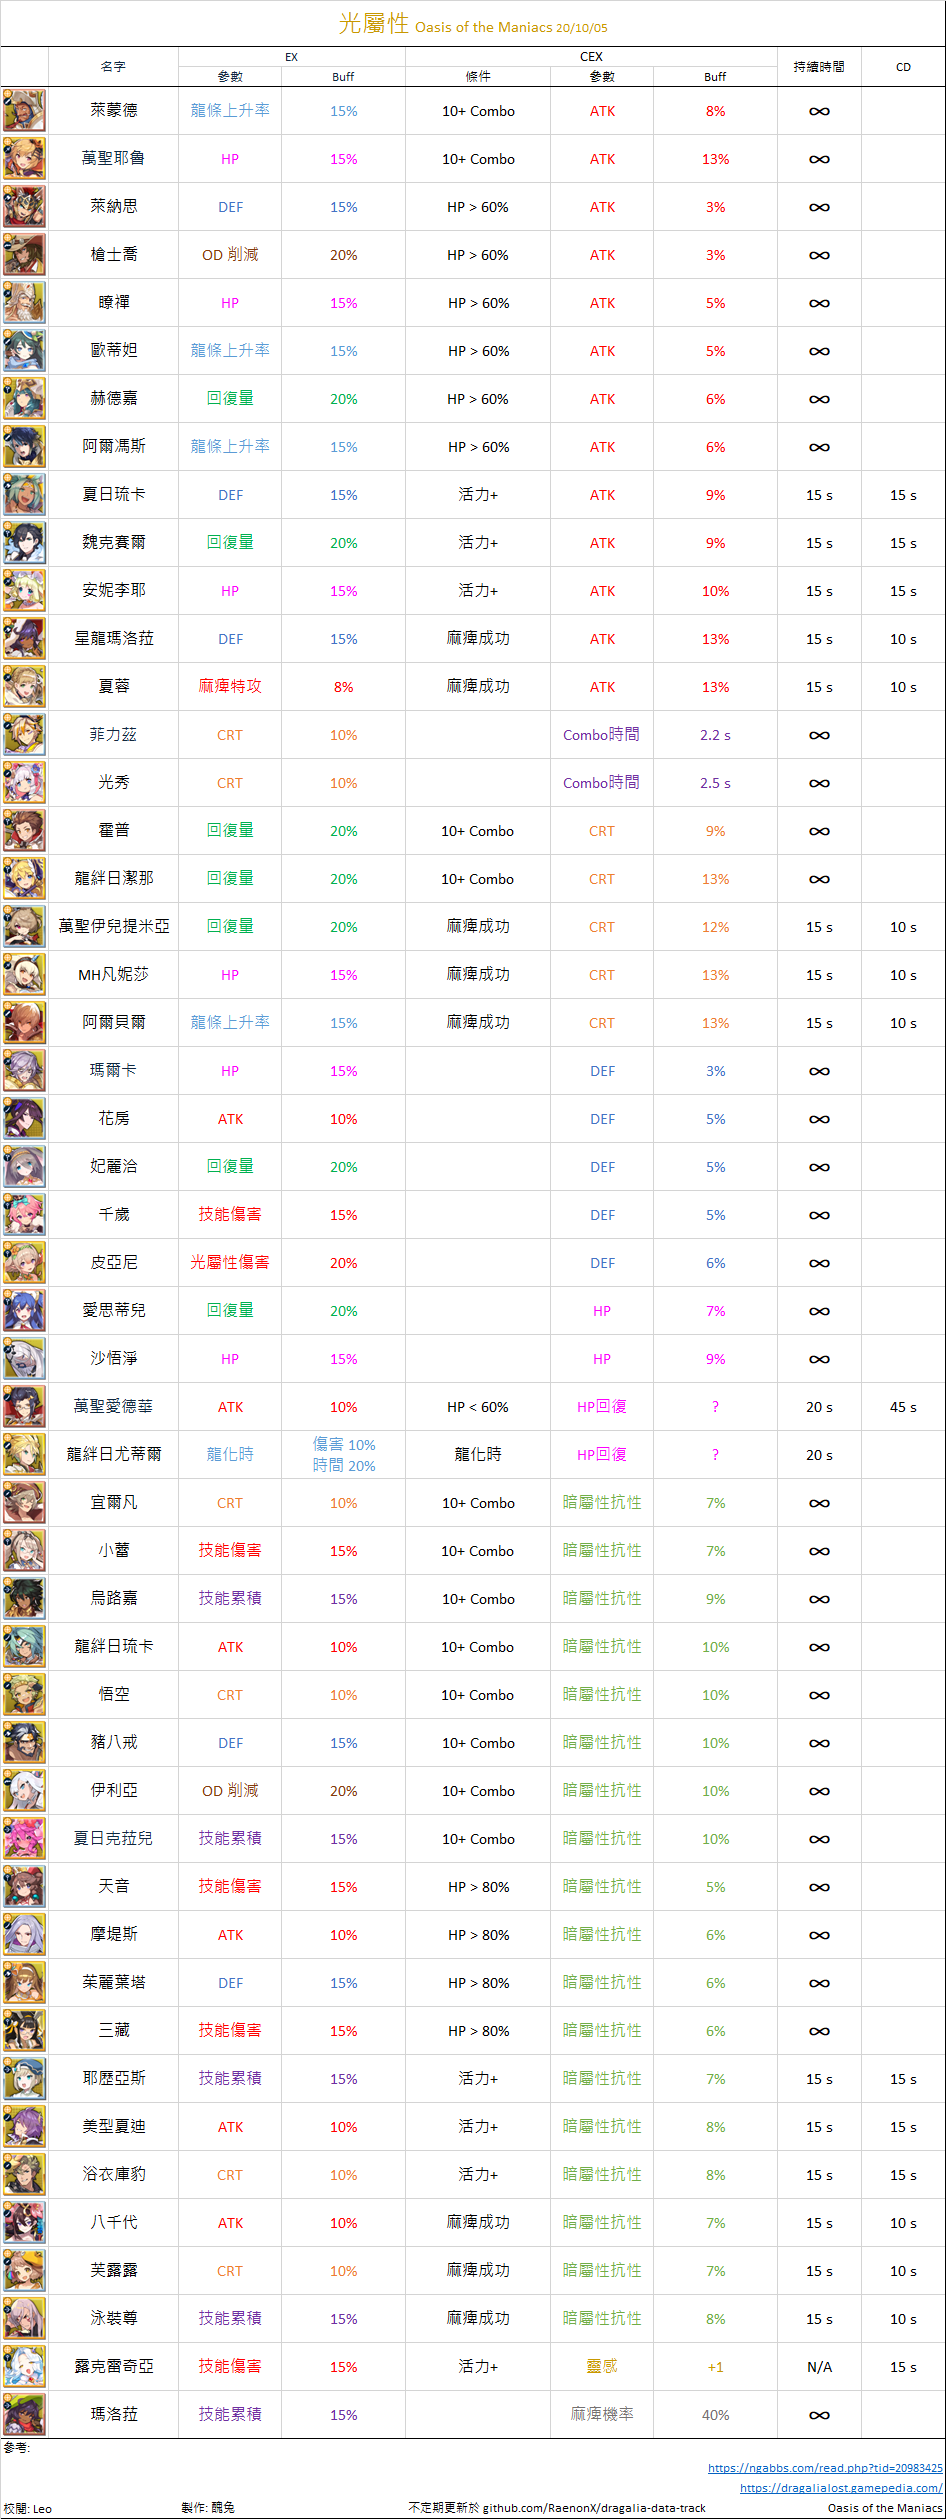 光屬性 Oasis of the Maniacs 20/10/05
名字 EX CEX 持續時間 CD
參數 Buff 條件 參數 Buff
萊蒙德 龍條上升率 15% 10+ Combo ATK 8% ∞
萬聖耶魯 HP 15% 10+ Combo ATK 13% ∞
萊納思 DEF 15% HP > 60% ATK 3% ∞
槍士喬 OD 削減 20% HP > 60% ATK 3% ∞
瞭禪 HP 15% HP > 60% ATK 5% ∞
歐蒂妲 龍條上升率 15% HP > 60% ATK 5% ∞
赫德嘉 回復量 20% HP > 60% ATK 6% ∞
阿爾馮斯 龍條上升率 15% HP > 60% ATK 6% ∞
夏日琉卡 DEF 15% 活力+ ATK 9% 15 s 15 s
魏克賽爾 回復量 20% 活力+ ATK 9% 15 s 15 s
安妮李耶 HP 15% 活力+ ATK 10% 15 s 15 s
星龍瑪洛菈 DEF 15% 麻痺成功 ATK 13% 15 s 10 s
夏蓉 麻痺特攻 8% 麻痺成功 ATK 13% 15 s 10 s
菲力茲 CRT 10% Combo時間 2.2 s ∞
光秀 CRT 10% Combo時間 2.5 s ∞
霍普 回復量 20% 10+ Combo CRT 9% ∞
龍絆日潔那 回復量 20% 10+ Combo CRT 13% ∞
萬聖伊兒提米亞 回復量 20% 麻痺成功 CRT 12% 15 s 10 s
MH凡妮莎 HP 15% 麻痺成功 CRT 13% 15 s 10 s
阿爾貝爾 龍條上升率 15% 麻痺成功 CRT 13% 15 s 10 s
瑪爾卡 HP 15% DEF 3% ∞
花房 ATK 10% DEF 5% ∞
妃麗洽 回復量 20% DEF 5% ∞
千歲 技能傷害 15% DEF 5% ∞
皮亞尼 光屬性傷害 20% DEF 6% ∞
愛思蒂兒 回復量 20% HP 7% ∞
沙悟淨 HP 15% HP 9% ∞
萬聖愛德華 ATK 10% HP < 60% HP回復 ? 20 s 45 s
龍絆日尤蒂爾 龍化時 傷害 10% 時間 20% 龍化時 HP回復 ? 20 s
宜爾凡 CRT 10% 10+ Combo 暗屬性抗性 7% ∞
小蕾 技能傷害 15% 10+ Combo 暗屬性抗性 7% ∞
烏路嘉 技能累積 15% 10+ Combo 暗屬性抗性 9% ∞
龍絆日琉卡 ATK 10% 10+ Combo 暗屬性抗性 10% ∞
悟空 CRT 10% 10+ Combo 暗屬性抗性 10% ∞
豬八戒 DEF 15% 10+ Combo 暗屬性抗性 10% ∞
伊利亞 OD 削減 20% 10+ Combo 暗屬性抗性 10% ∞
夏日克菈兒 技能累積 15% 10+ Combo 暗屬性抗性 10% ∞
天音 技能傷害 15% HP > 80% 暗屬性抗性 5% ∞
摩堤斯 ATK 10% HP > 80% 暗屬性抗性 6% ∞
茱麗葉塔 DEF 15% HP > 80% 暗屬性抗性 6% ∞
三藏 技能傷害 15% HP > 80% 暗屬性抗性 6% ∞
耶歷亞斯 技能累積 15% 活力+ 暗屬性抗性 7% 15 s 15 s
美型夏迪 ATK 10% 活力+ 暗屬性抗性 8% 15 s 15 s
浴衣庫豹 CRT 10% 活力+ 暗屬性抗性 8% 15 s 15 s
八千代 ATK 10% 麻痺成功 暗屬性抗性 7% 15 s 10 s
芙露露 CRT 10% 麻痺成功 暗屬性抗性 7% 15 s 10 s
泳裝尊 技能累積 15% 麻痺成功 暗屬性抗性 8% 15 s 10 s
露克雷奇亞 技能傷害 15% 活力+ 靈感 +1 N/A 15 s
瑪洛菈 技能累積 15% 麻痺機率 40% ∞
參考:
https://ngabbs.com/read.php?tid=20983425
https://dragalialost.gamepedia.com/
校閱: Leo 製作: 醜兔 不定期更新於 github.com/RaenonX/dragalia-data-track Oasis of the Maniacs